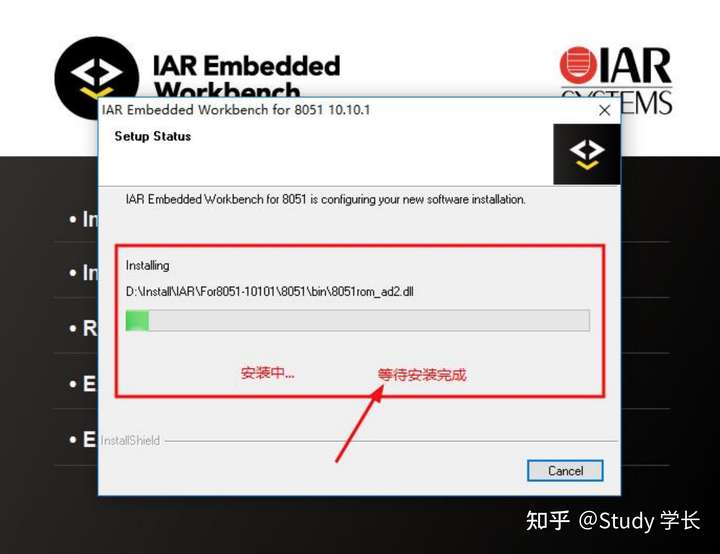 IAR Embedded
Workbench
IAR
SYSTEMS
IAR Embedded Workbench for 8051 10.10.1
Setup Status
IAR Embedded Workbench for 8051 is configuring your new software installation.
• In
Installing
• In
D:\Install\IAR\For8051-10101\8051\bin\8051rom_ad2.dll
• R
安装中... 等待安装完成
• E
• E
InstallShield
Cancel
知乎 @Study 学长